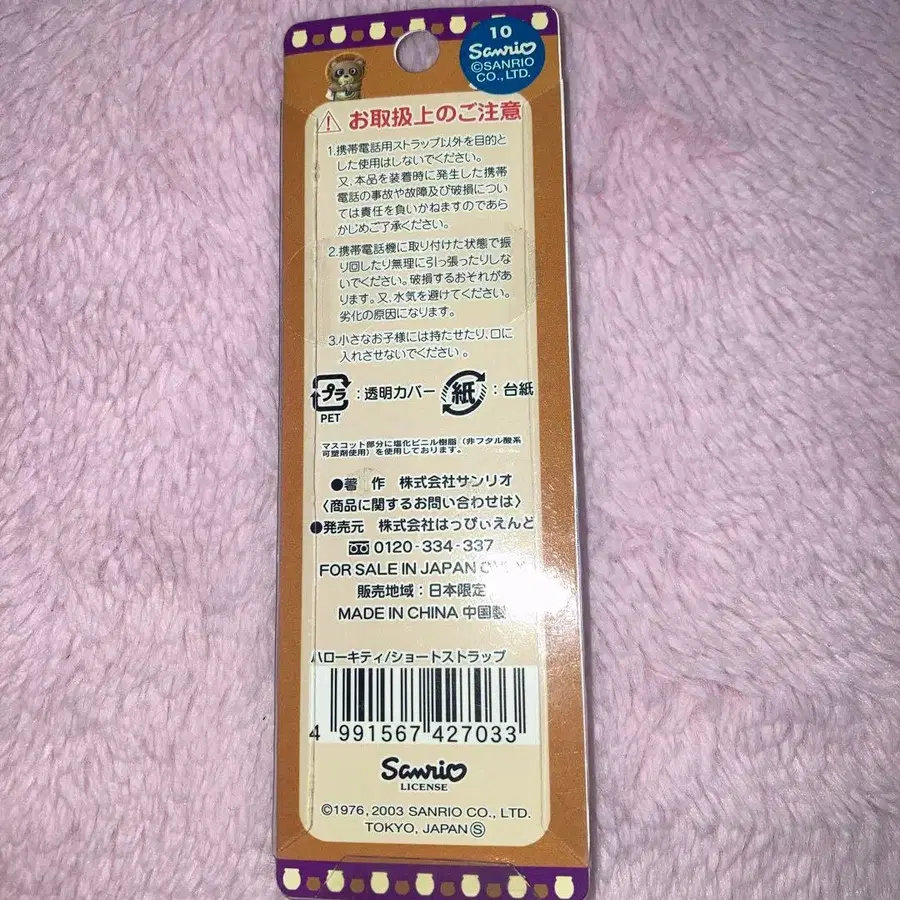 10
Sanrio
©SANRIO
CO., LTD.
⚠ お取扱上のご注意
1.携帯電話用ストラップ以外を目的と
した使用はしないでください。
又、本品を装着時に発生した携帯
電話の事故や故障及び破損につい
ては責任を負いかねますのであら
かじめご了承ください。
2.携帯電話機に取り付けた状態で振
り回したり無理に引っ張ったりしな
いでください。破損するおそれがあ
ります。又、水気を避けてください。
劣化の原因になります。
3.小さなお子様には持たせたり、口に
入れさせないでください。
プラ:透明カバー 紙:台紙
PET
マスコット部分に塩化ビニル樹脂(非フタル酸系
可塑剤使用)を使用しております。
●著 作 株式会社サンリオ
〈商品に関するお問い合わせは〉
●発売元 株式会社はっぴぃえんど
0120-334-337
FOR SALE IN JAPAN ONLY
販売地域:日本限定
MADE IN CHINA 中国製
ハローキティ/ショートストラップ
4 991567 427033
Sanrio
LICENSE
©1976, 2003 SANRIO CO., LTD.
TOKYO, JAPAN Ⓢ